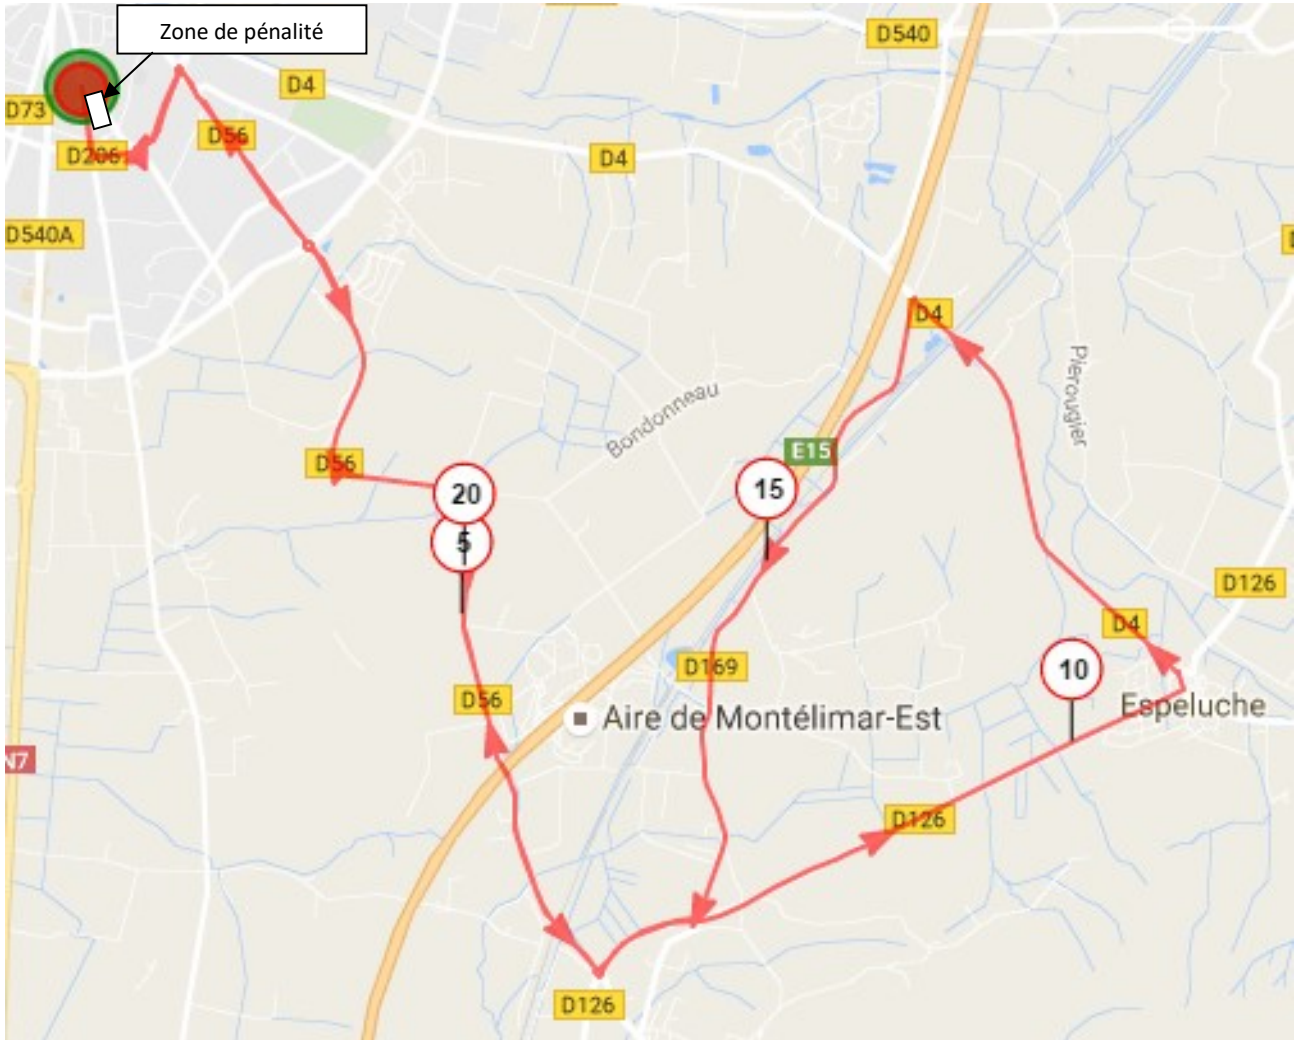 Zone de pénalité
D540
D4
D73
D56
D206
D4
D540A
D4
Pierougier
Bondonneau
E15
D56
20
15
5
D126
D4
D169
10
D56
Espeluche
Aire de Montélimar-Est
N7
D126
D126